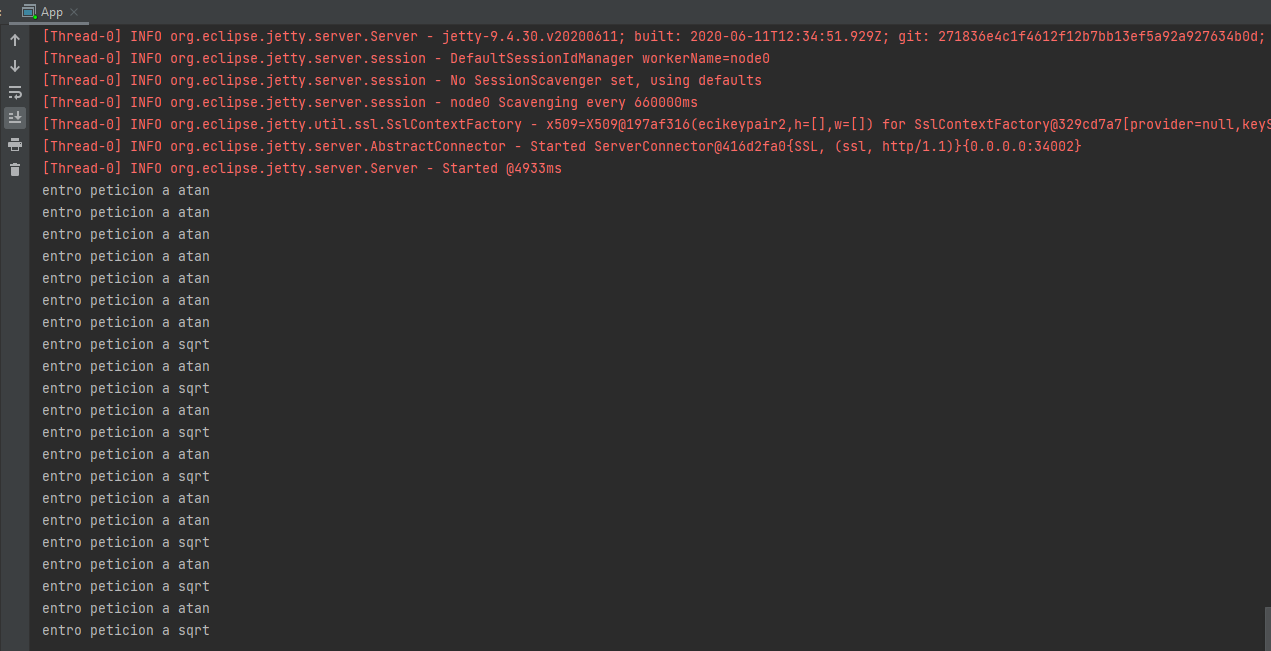 App
[Thread-0] INFO org.eclipse.jetty.server.Server - jetty-9.4.30.v20200611; built: 2020-06-11T12:34:51.929Z; git: 271836e4c1f4612f12b7bb13ef5a92a927634b0d;
[Thread-0] INFO org.eclipse.jetty.server.session - DefaultSessionIdManager workerName=node0
[Thread-0] INFO org.eclipse.jetty.server.session - No SessionScavenger set, using defaults
[Thread-0] INFO org.eclipse.jetty.server.session - node0 Scavenging every 660000ms
[Thread-0] INFO org.eclipse.jetty.util.ssl.SslContextFactory - x509=X509@197af316(ecikeypair2,h=[],w=[]) for SslContextFactory@329cd7a7[provider=null,keyS
[Thread-0] INFO org.eclipse.jetty.server.AbstractConnector - Started ServerConnector@416d2fa0{SSL, (ssl, http/1.1)}{0.0.0.0:34002}
[Thread-0] INFO org.eclipse.jetty.server.Server - Started @4933ms
entro peticion a atan
entro peticion a atan
entro peticion a atan
entro peticion a atan
entro peticion a atan
entro peticion a atan
entro peticion a atan
entro peticion a sqrt
entro peticion a atan
entro peticion a sqrt
entro peticion a atan
entro peticion a sqrt
entro peticion a atan
entro peticion a sqrt
entro peticion a atan
entro peticion a atan
entro peticion a sqrt
entro peticion a atan
entro peticion a sqrt
entro peticion a atan
entro peticion a sqrt